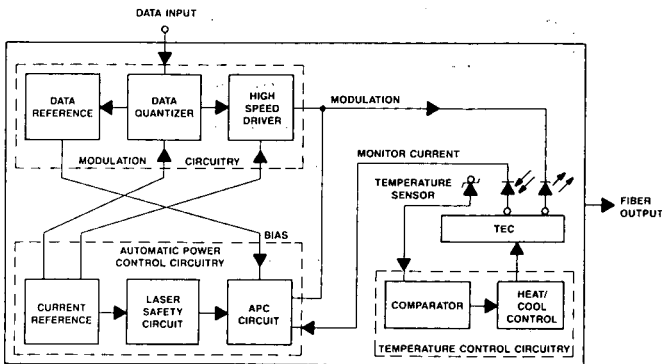 DATA INPUT
DATA
REFERENCE
DATA
QUANTIZER
HIGH
SPEED
DRIVER
MODULATION
MODULATION CIRCUITRY
MONITOR CURRENT
TEMPERATURE
SENSOR
FIBER
OUTPUT
TEC
BIAS
AUTOMATIC POWER
CONTROL CIRCUITRY
CURRENT
REFERENCE
LASER
SAFETY
CIRCUIT
APC
CIRCUIT
COMPARATOR
HEAT/
COOL
CONTROL
TEMPERATURE CONTROL CIRCUITRY